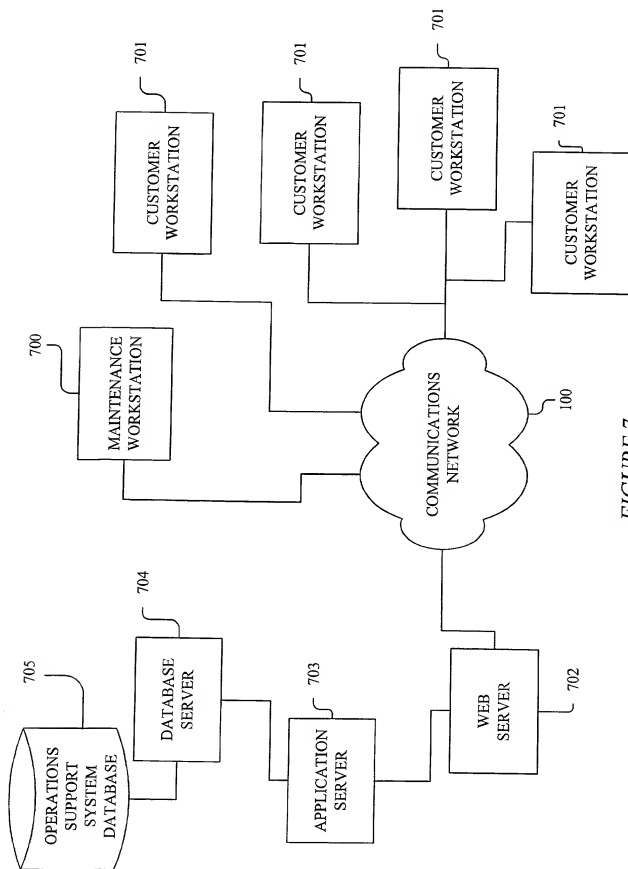 OPERATIONS
SUPPORT
SYSTEM
DATABASE
705
DATABASE
SERVER
704
APPLICATION
SERVER
703
WEB
SERVER
702
MAINTENANCE
WORKSTATION
700
COMMUNICATIONS
NETWORK
100
CUSTOMER
WORKSTATION
701
CUSTOMER
WORKSTATION
701
CUSTOMER
WORKSTATION
701
CUSTOMER
WORKSTATION
701
FIGURE 7